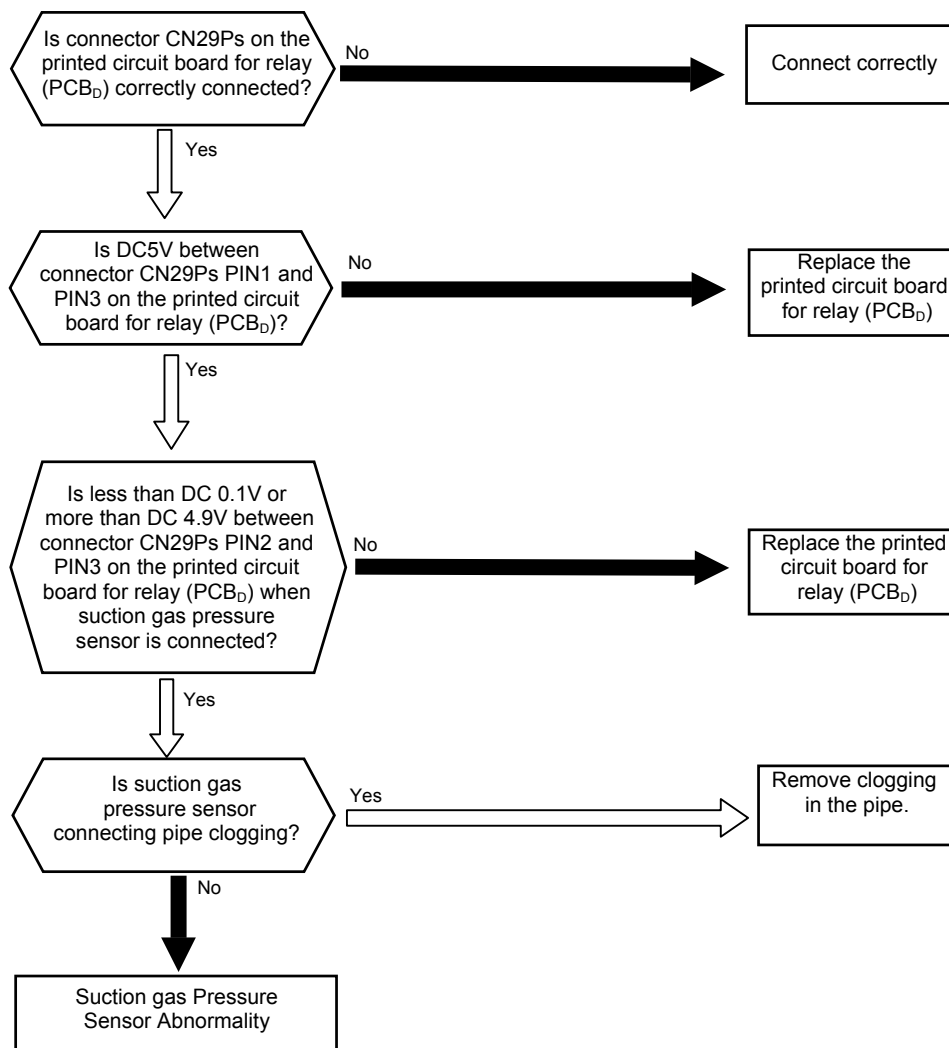 Is connector CN29Ps on the
printed circuit board for relay
(PCBD) correctly connected?
No
Connect correctly
Yes
Is DC5V between
connector CN29Ps PIN1 and
PIN3 on the printed circuit
board for relay (PCBD)?
No
Replace the
printed circuit board
for relay (PCBD)
Yes
Is less than DC 0.1V or
more than DC 4.9V between
connector CN29Ps PIN2 and
PIN3 on the printed circuit
board for relay (PCBD) when
suction gas pressure
sensor is connected?
No
Replace the printed
circuit board for
relay (PCBD)
Yes
Is suction gas
pressure sensor
connecting pipe clogging?
Yes
Remove clogging
in the pipe.
No
Suction gas Pressure
Sensor Abnormality